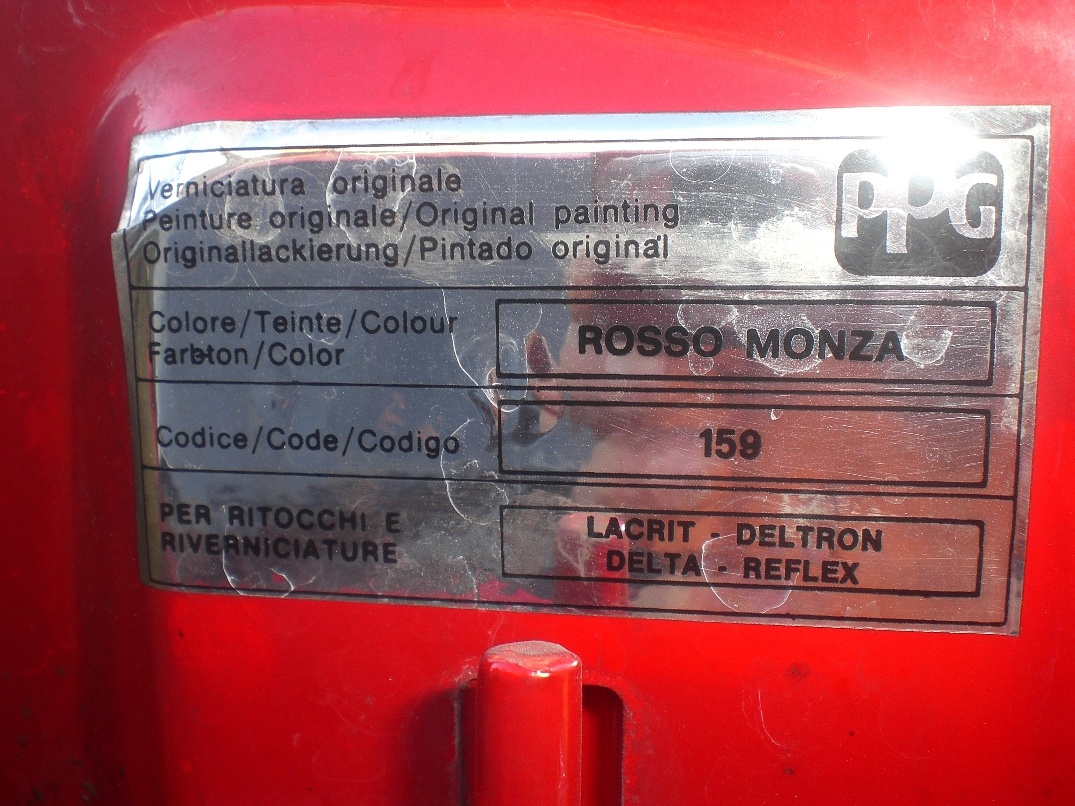 Verniciatura originale
Peinture originale/Original painting
Originallackierung/Pintado original
PPG
Colore/Teinte/Colour
Farbton/Color
ROSSO MONZA
Codice/Code/Codigo
159
PER RITOCCHI E
RIVERNICIATURE
LACRIT - DELTRON
DELTA - REFLEX